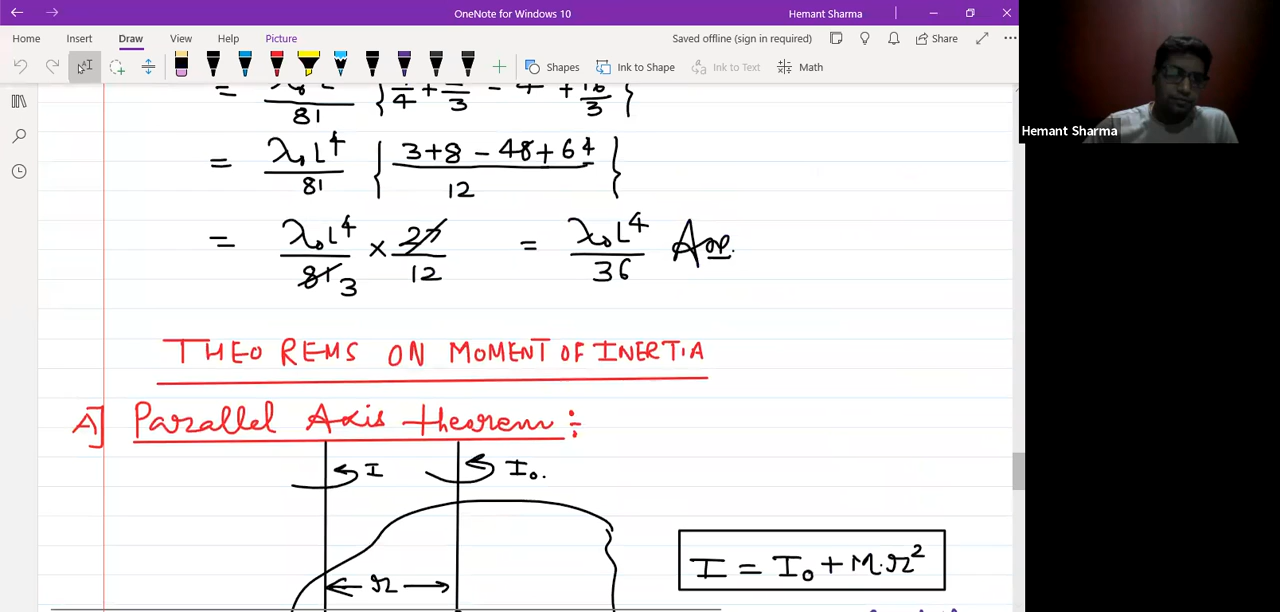 OneNote for Windows 10
Hemant Sharma
Home Insert Draw View Help Picture
Saved offline (sign in required) Share
Shapes Ink to Shape Ink to Text Math
Hemant Sharma
= λ₀L⁴/81 { 3+8-48+64 / 12 }
= λ₀L⁴/81 3 × 27/12 = λ₀L⁴/36 Ans.
THEOREMS ON MOMENT OF INERTIA
A] Parallel Axis theorem :
I I₀.
I = I₀ + M.r²
r